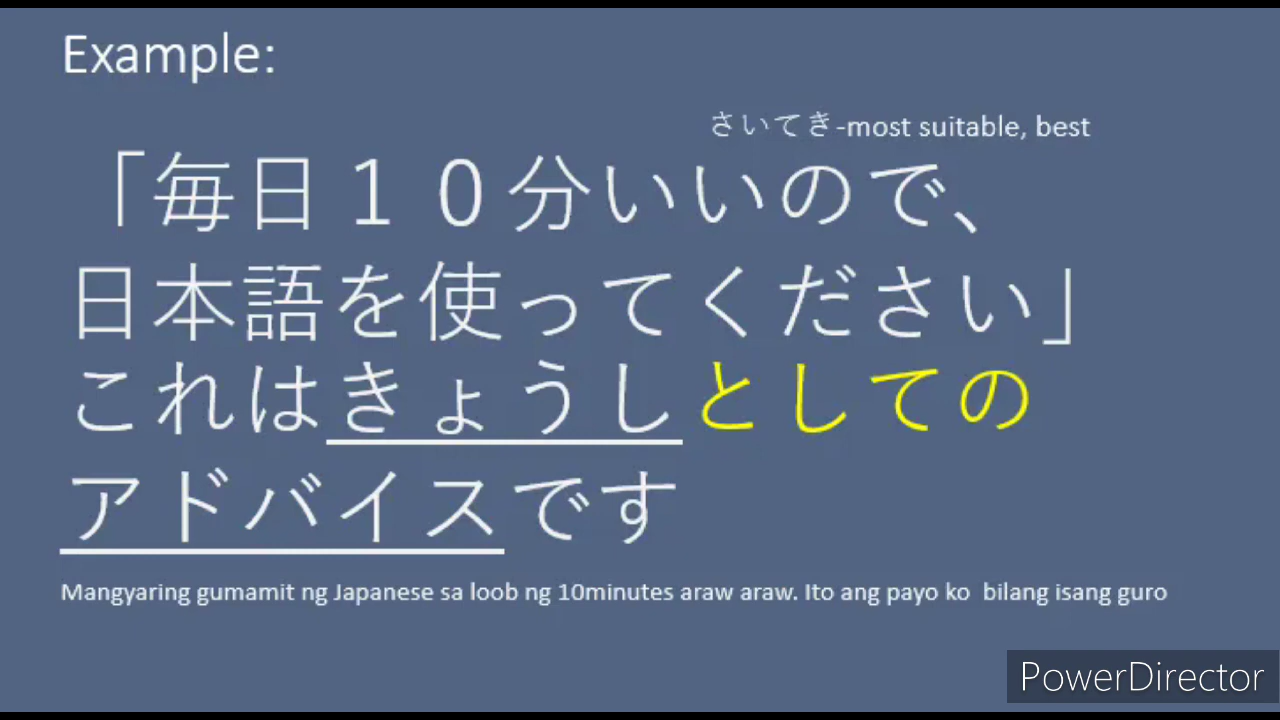 Example:
さいてき-most suitable, best
「毎日１０分いいので、
日本語を使ってください」
これはきょうしとしての
アドバイスです
Mangyaring gumamit ng Japanese sa loob ng 10minutes araw araw. Ito ang payo ko bilang isang guro
PowerDirector